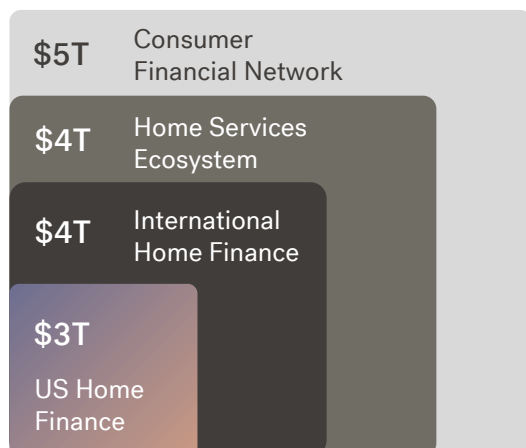 $5T
Consumer
Financial Network
$4T
Home Services
Ecosystem
$4T
International
Home Finance
$3T
US Home
Finance